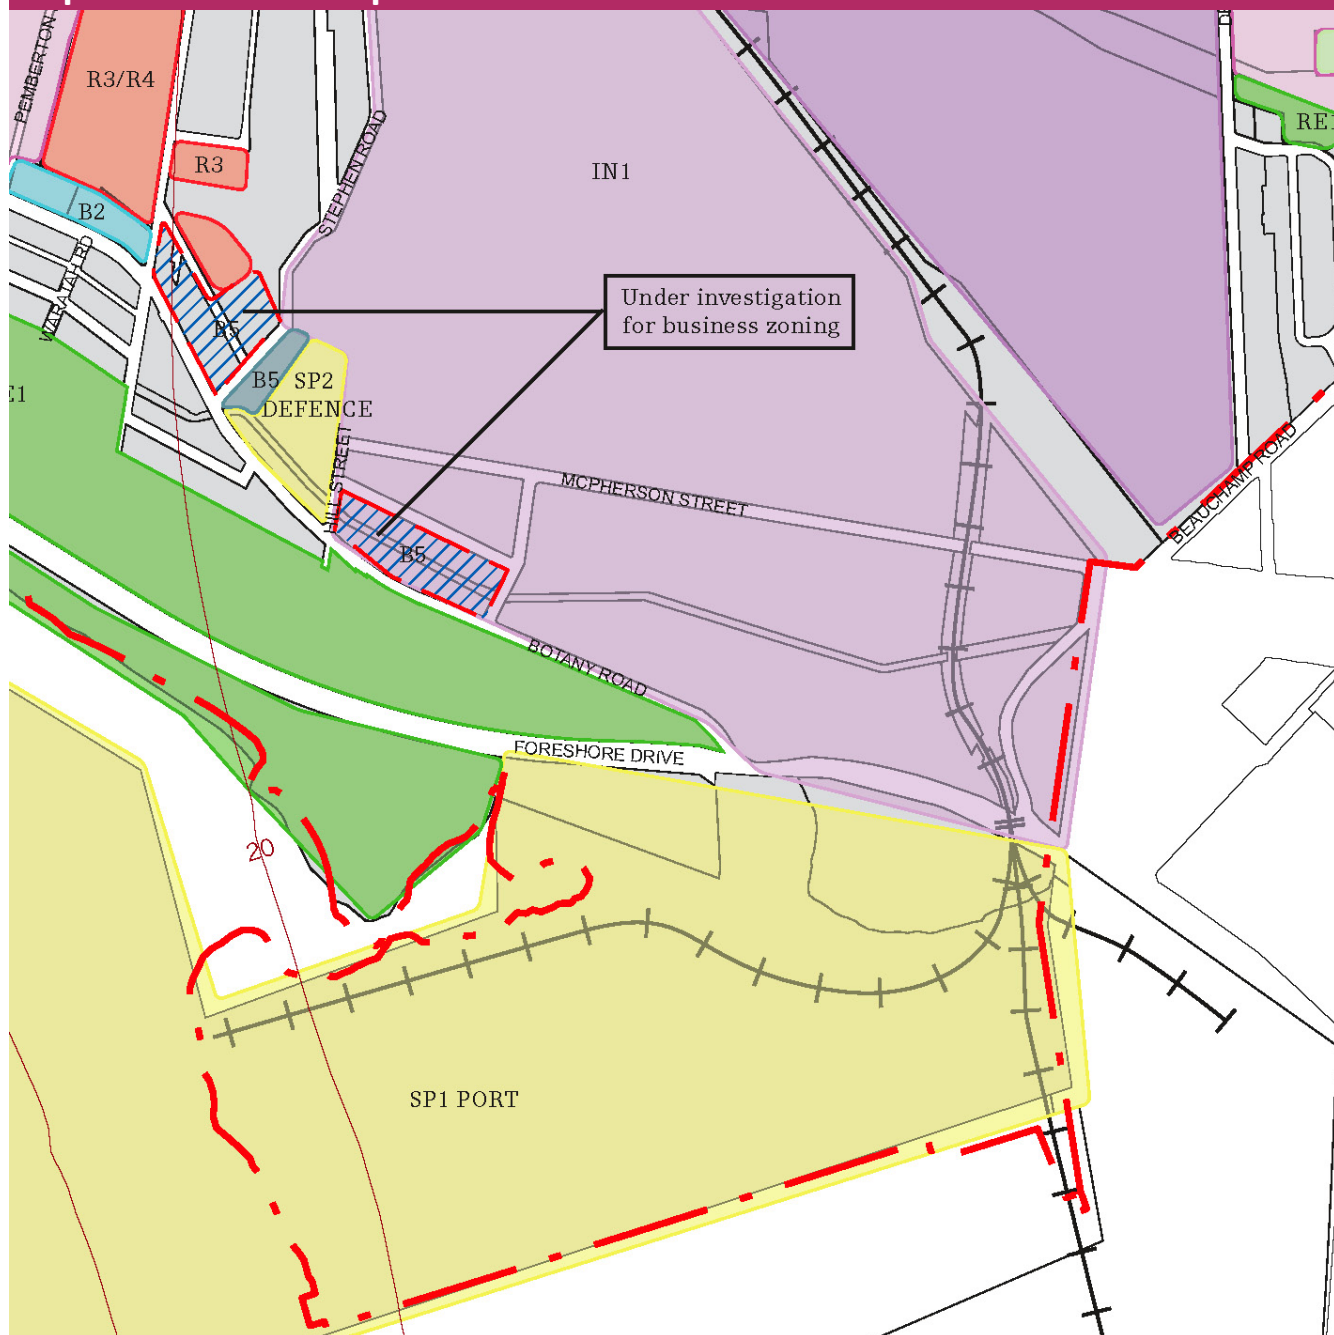 PEMBERTON
R3/R4
R3
STEPHEN ROAD
IN1
B2
WARATAH RD
Under investigation
for business zoning
B5
B5
SP2
DEFENCE
E1
HILL STREET
MCPHERSON STREET
BEAUCHAMP ROAD
B5
BOTANY ROAD
FORESHORE DRIVE
20
SP1 PORT